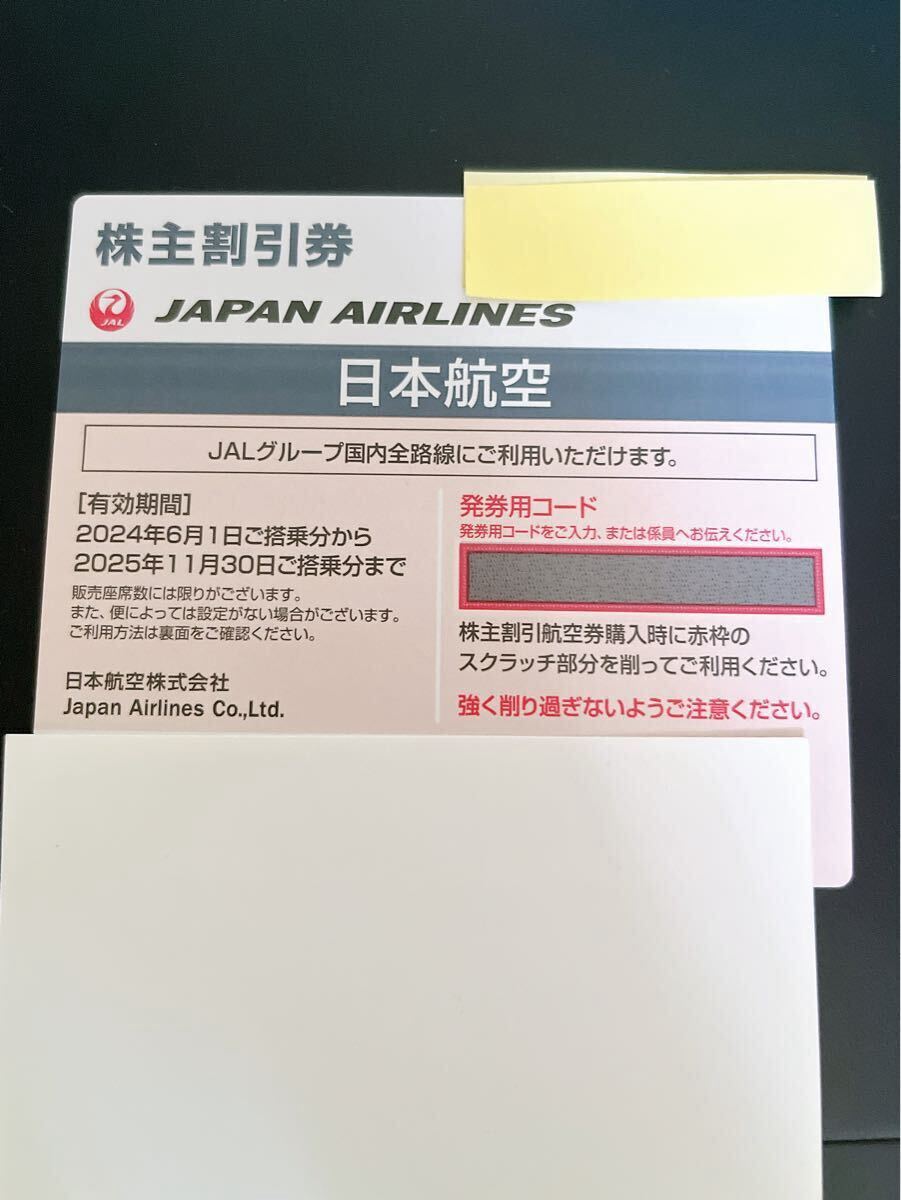 株主割引券
JAL JAPAN AIRLINES
日本航空
JALグループ国内全路線にご利用いただけます。
[有効期間]
2024年6月1日ご搭乗分から
2025年11月30日ご搭乗分まで
販売座席数には限りがございます。
また、便によっては設定がない場合がございます。
ご利用方法は裏面をご確認ください。
日本航空株式会社
Japan Airlines Co.,Ltd.
発券用コード
発券用コードをご入力、または係員へお伝えください。
株主割引航空券購入時に赤枠の
スクラッチ部分を削ってご利用ください。
強く削り過ぎないようご注意ください。